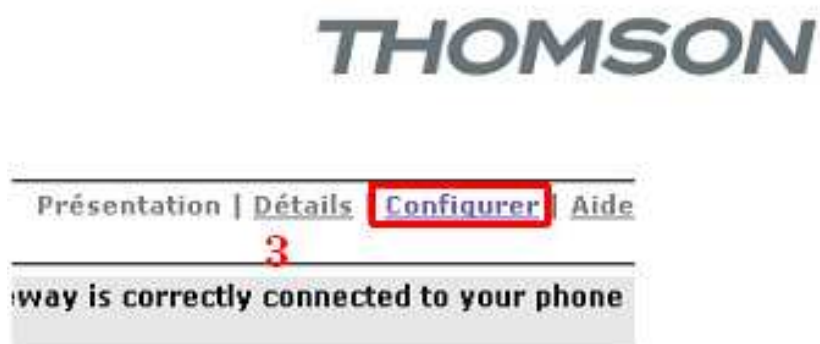 THOMSON
Présentation | Détails | Configurer | Aide
3
way is correctly connected to your phone